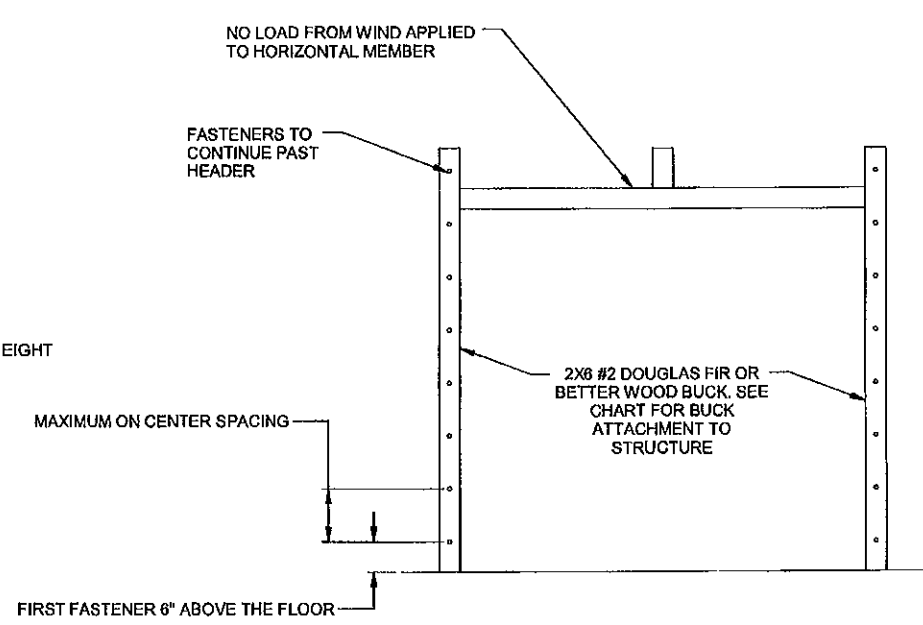 NO LOAD FROM WIND APPLIED
TO HORIZONTAL MEMBER
FASTENERS TO
CONTINUE PAST
HEADER
EIGHT
2X6 #2 DOUGLAS FIR OR
BETTER WOOD BUCK. SEE
CHART FOR BUCK
ATTACHMENT TO
STRUCTURE
MAXIMUM ON CENTER SPACING
FIRST FASTENER 6" ABOVE THE FLOOR